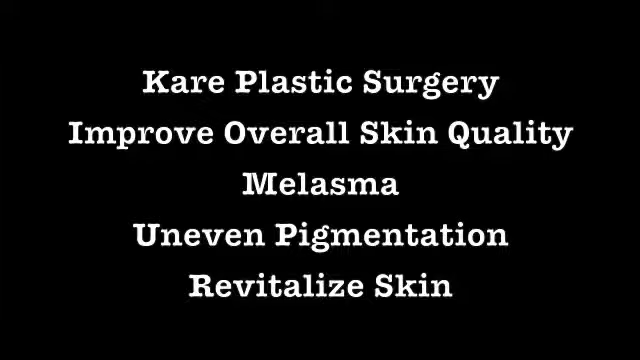 Kare Plastic Surgery
Improve Overall Skin Quality
Melasma
Uneven Pigmentation
Revitalize Skin